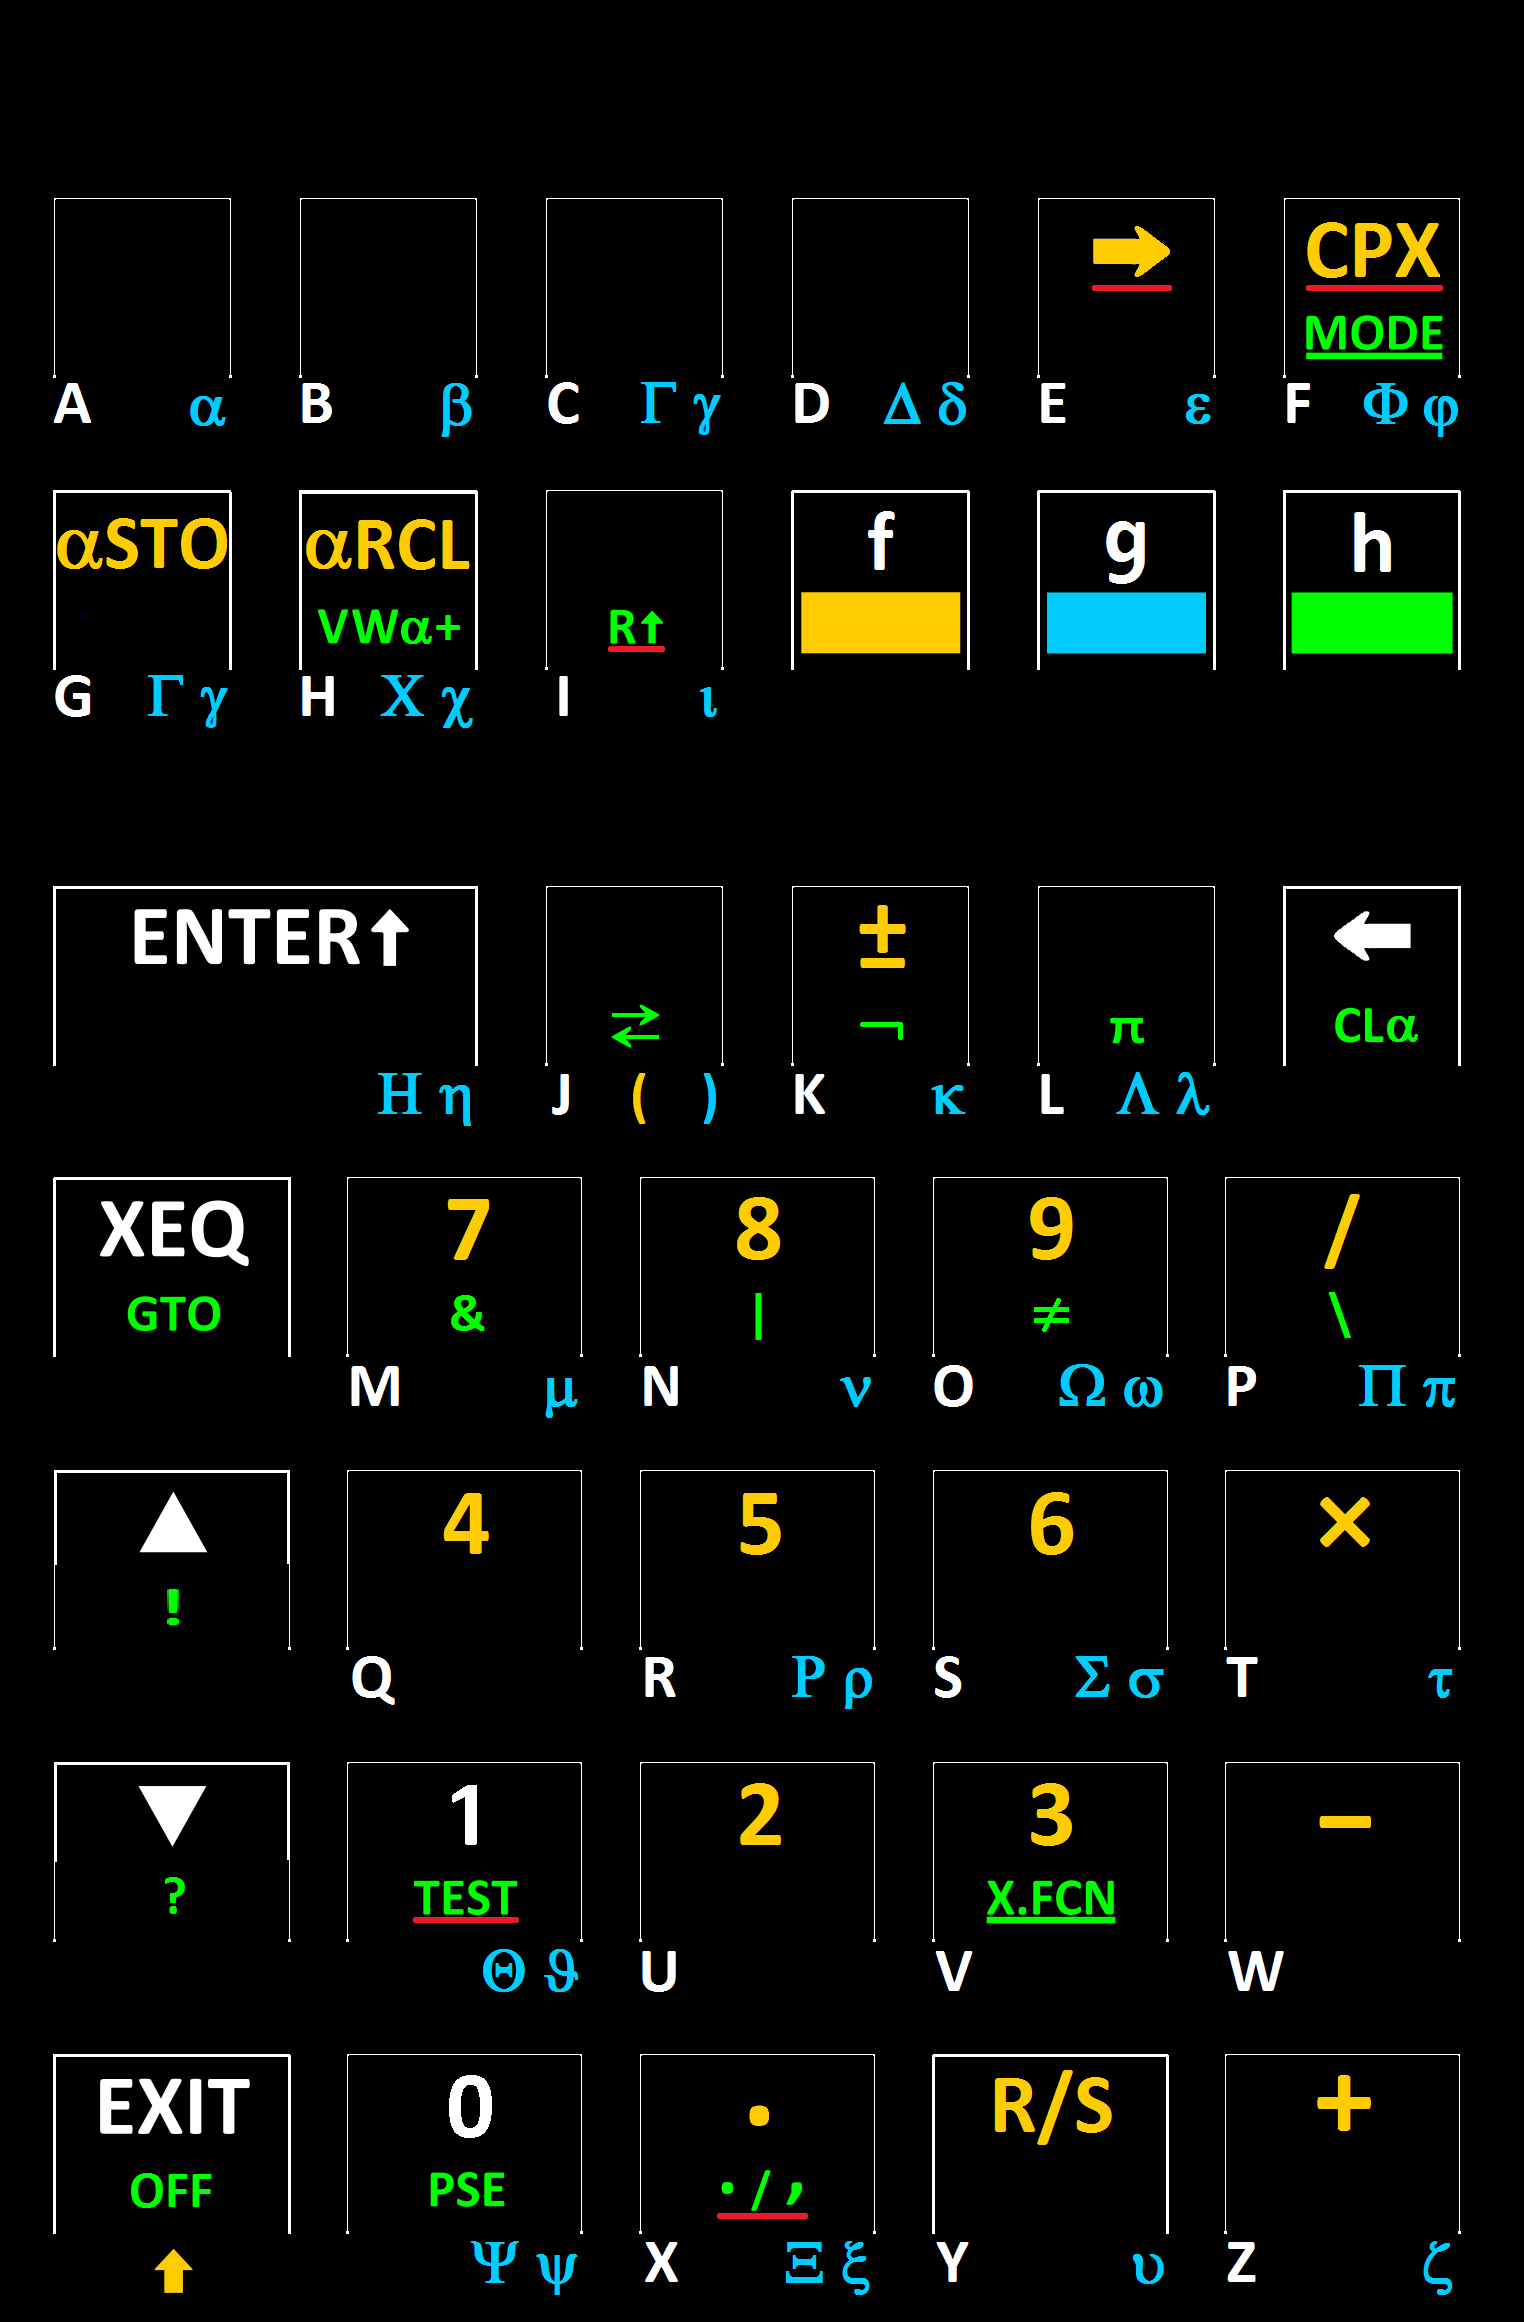 ➡ CPX
MODE
A α B β C Γ γ D Δ δ E ε F Φ φ
αSTO αRCL f g h
VWα+ R↑
G Γ γ H Χ χ I ι
ENTER↑ ± ←
⇄ ¬ π CLα
Η η J ( ) K κ L Λ λ
XEQ 7 8 9 /
GTO & | ≠ \
M μ N ν O Ω ω P Π π
▲ 4 5 6 ×
!
Q R Ρ ρ S Σ σ T τ
▼ 1 2 3 −
? TEST X.FCN
Θ ϑ U V W
EXIT 0 . R/S +
OFF PSE ./,
⬆ Ψ ψ X Ξ ξ Y υ Z ζ